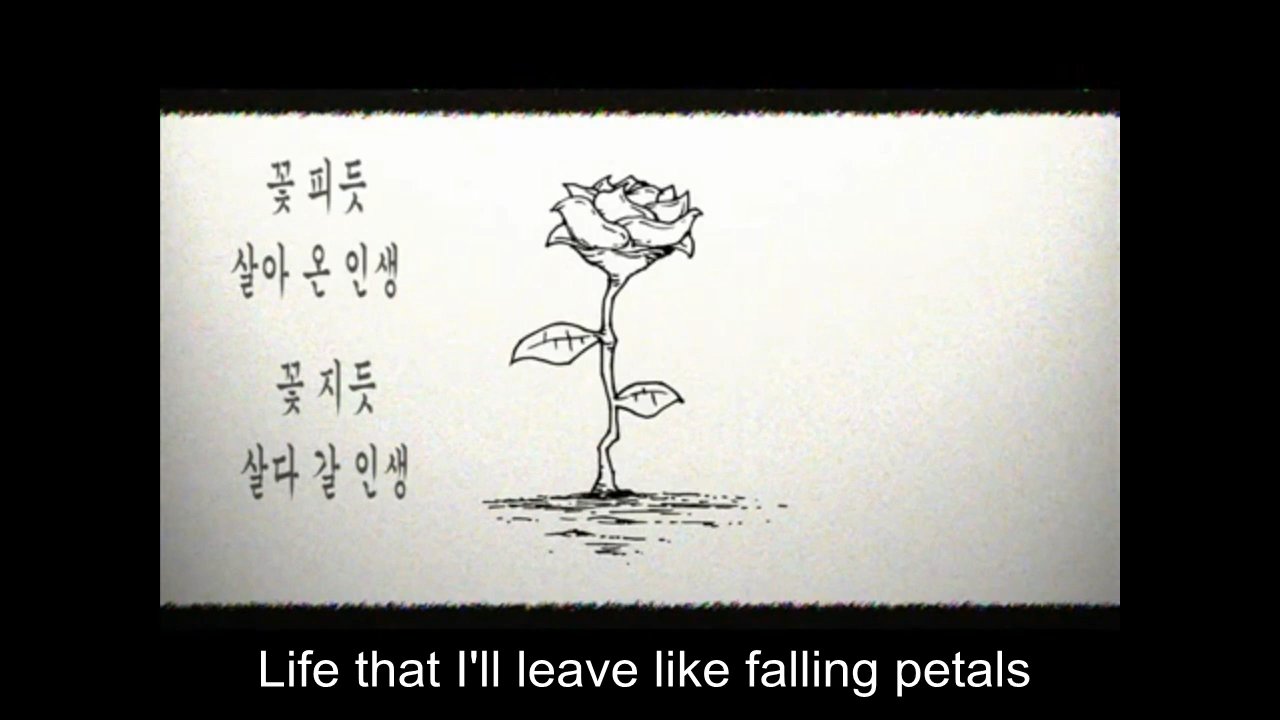 꽃 피듯
살아 온 인생
꽃 지듯
살다 갈 인생
Life that I'll leave like falling petals